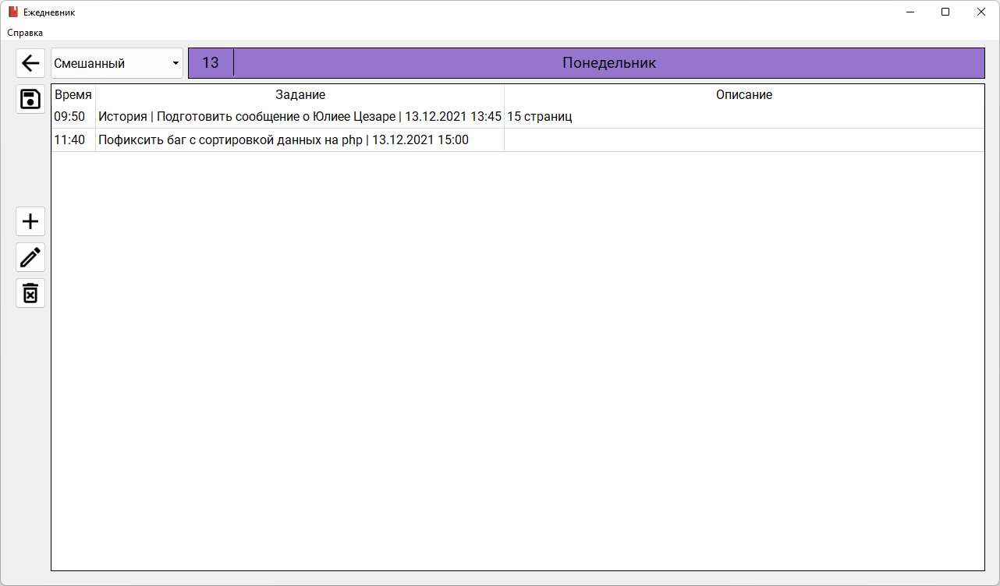 Ежедневник
Справка
Смешанный
13 Понедельник
Время Задание Описание
09:50 История | Подготовить сообщение о Юлиее Цезаре | 13.12.2021 13:45 15 страниц
11:40 Пофиксить баг с сортировкой данных на php | 13.12.2021 15:00